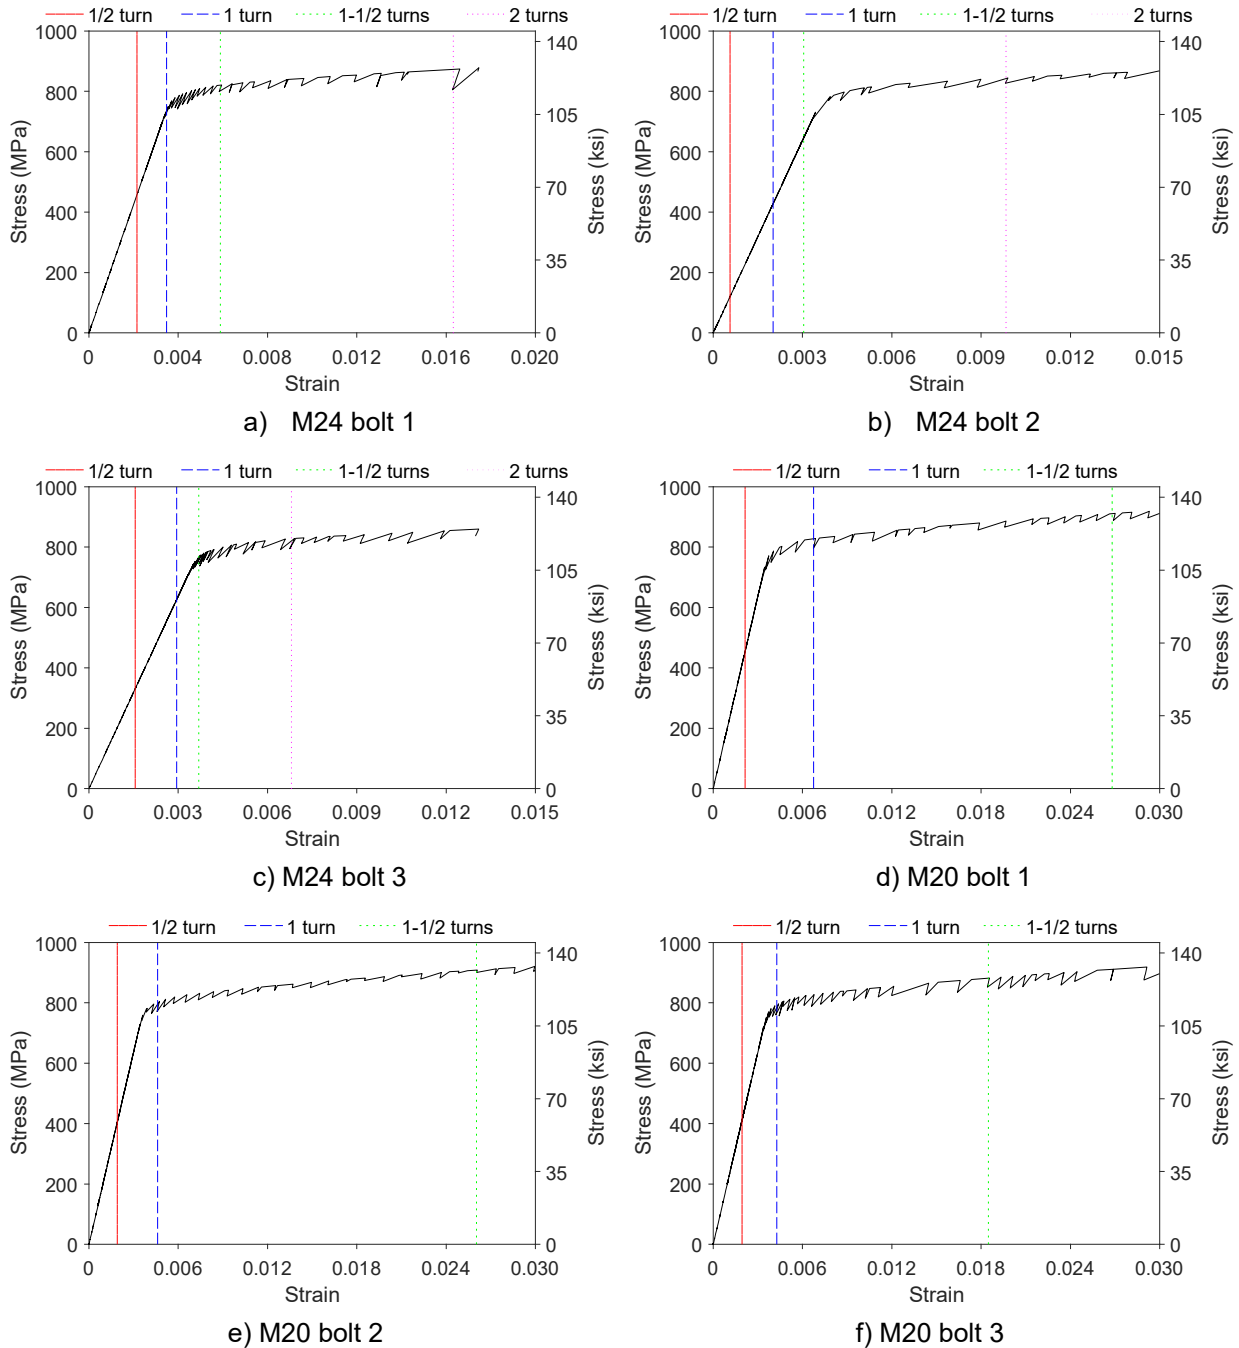 1/2 turn 1 turn 1-1/2 turns 2 turns
1000 140
800 105
600
400 70
200 35
0 0
Stress (MPa)
Stress (ksi)
0 0.004 0.008 0.012 0.016 0.020
Strain
a) M24 bolt 1
1/2 turn 1 turn 1-1/2 turns 2 turns
1000 140
800 105
600
400 70
200 35
0 0
Stress (MPa)
Stress (ksi)
0 0.003 0.006 0.009 0.012 0.015
Strain
b) M24 bolt 2
1/2 turn 1 turn 1-1/2 turns 2 turns
1000 140
800 105
600
400 70
200 35
0 0
Stress (MPa)
Stress (ksi)
0 0.003 0.006 0.009 0.012 0.015
Strain
c) M24 bolt 3
1/2 turn 1 turn 1-1/2 turns
1000 140
800 105
600
400 70
200 35
0 0
Stress (MPa)
Stress (ksi)
0 0.006 0.012 0.018 0.024 0.030
Strain
d) M20 bolt 1
1/2 turn 1 turn 1-1/2 turns
1000 140
800 105
600
400 70
200 35
0 0
Stress (MPa)
Stress (ksi)
0 0.006 0.012 0.018 0.024 0.030
Strain
e) M20 bolt 2
1/2 turn 1 turn 1-1/2 turns
1000 140
800 105
600
400 70
200 35
0 0
Stress (MPa)
Stress (ksi)
0 0.006 0.012 0.018 0.024 0.030
Strain
f) M20 bolt 3